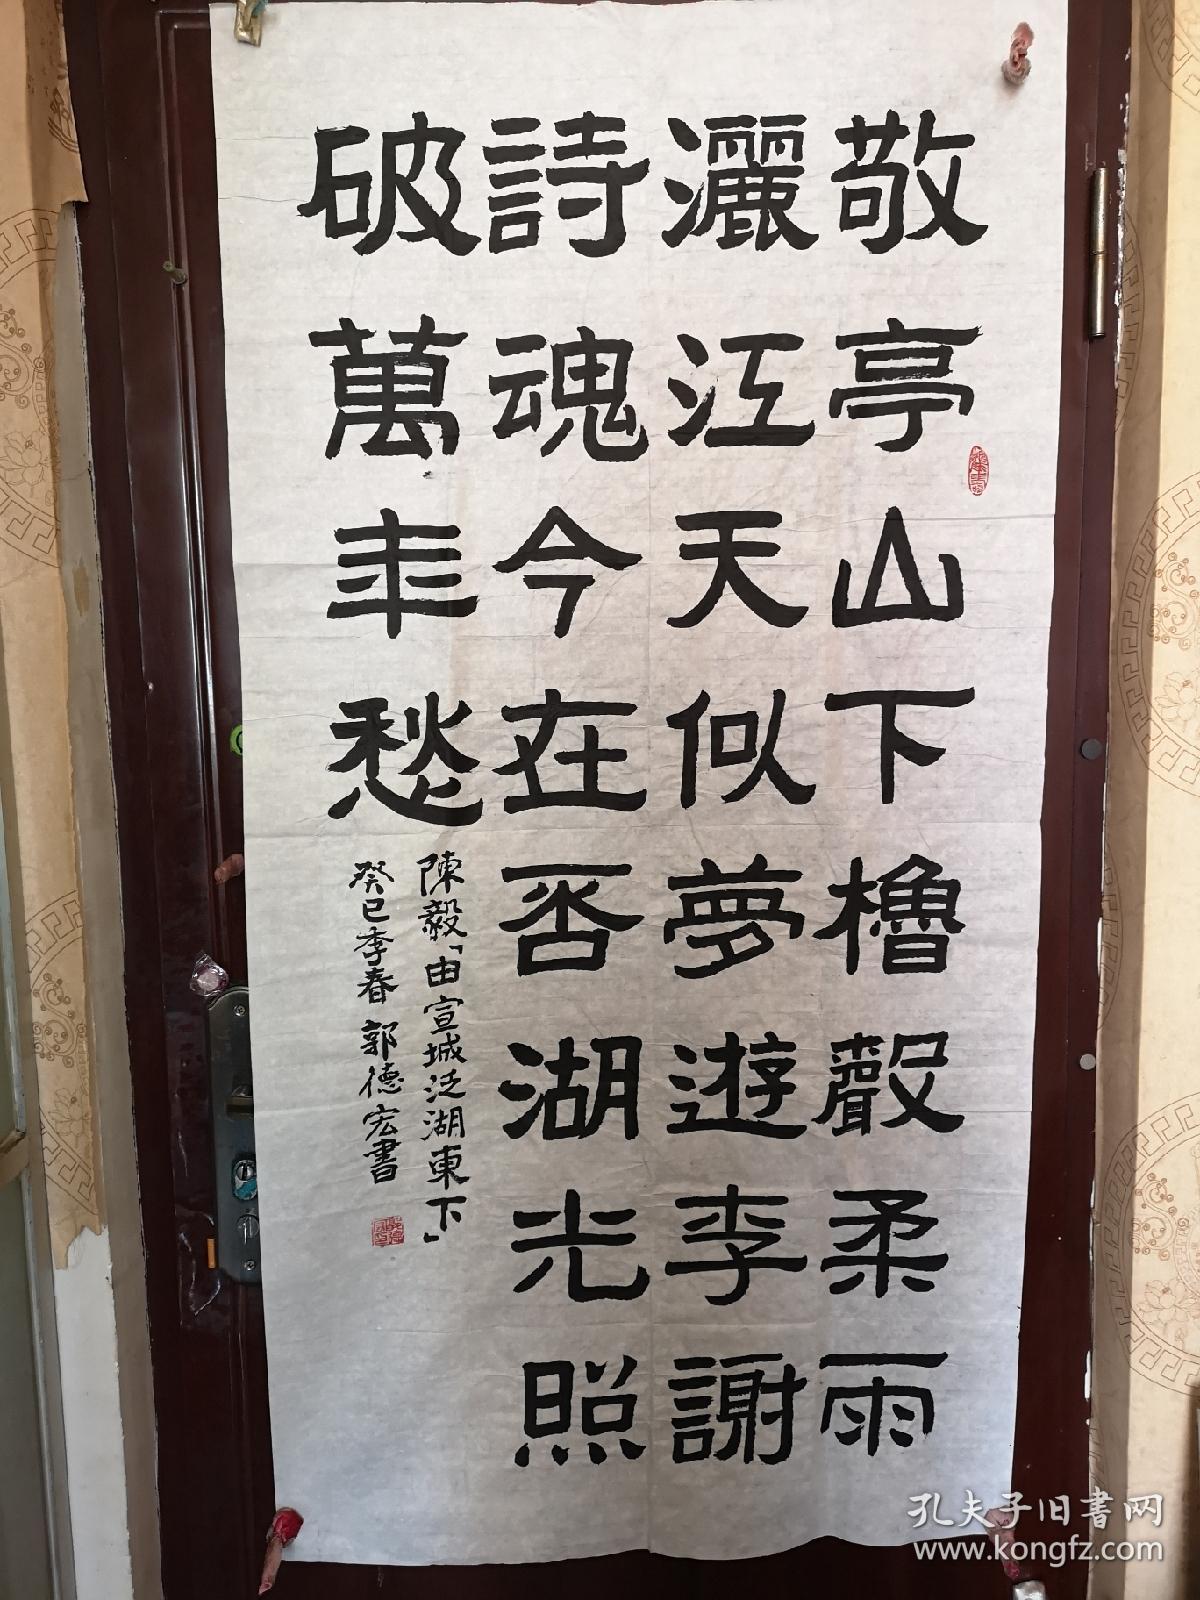 敬亭山下櫓聲柔雨
灑江天似夢遊李謝
詩魂今在否湖光照
破萬年愁
陳毅「由宣城泛湖東下」
癸巳季春郭德宏書
孔夫子旧書网
www.kongfz.com